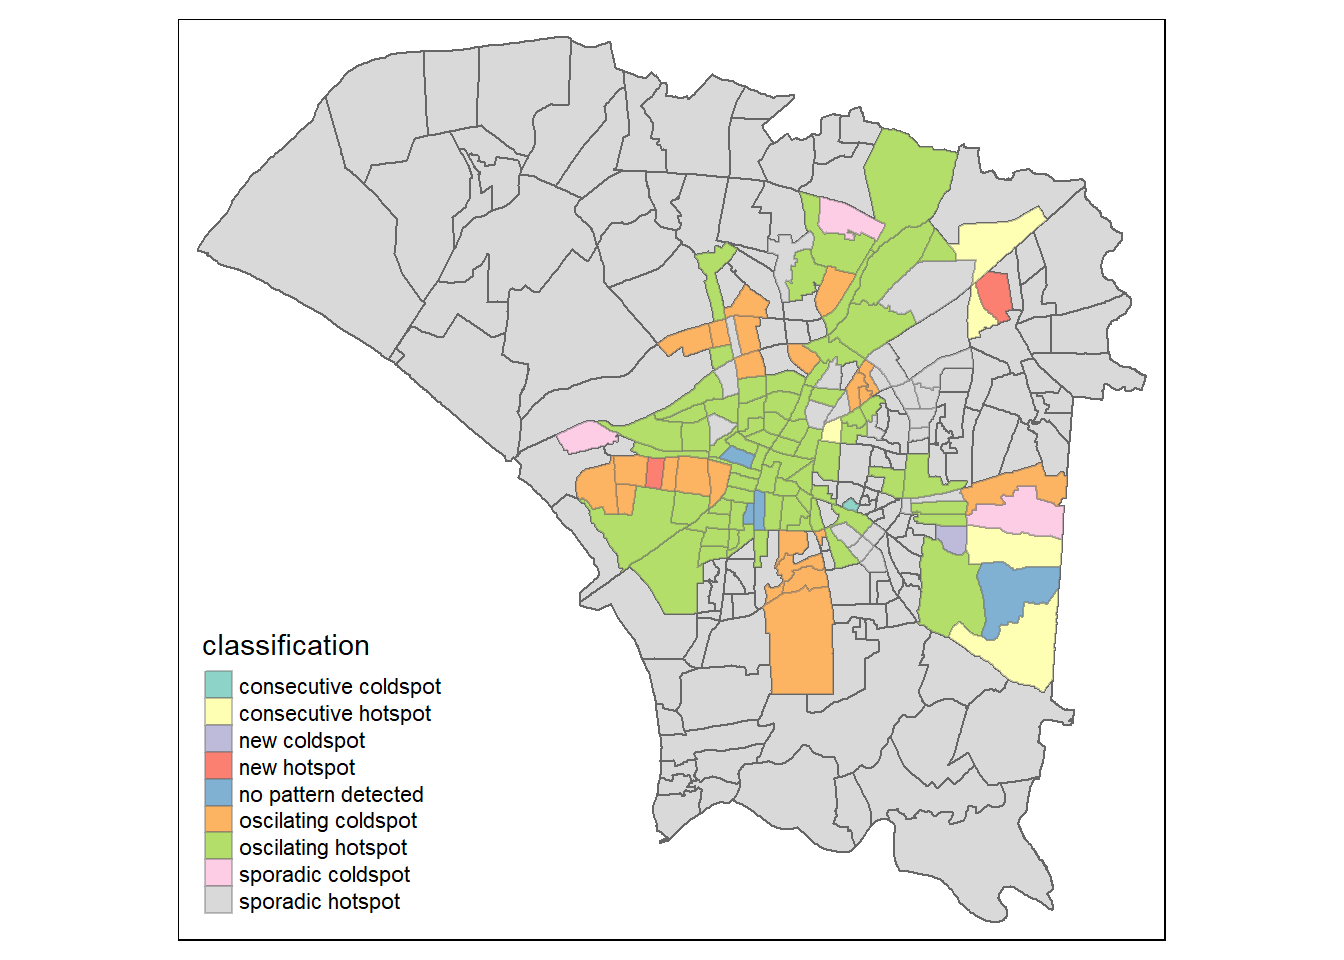 classification
consecutive coldspot
consecutive hotspot
new coldspot
new hotspot
no pattern detected
oscilating coldspot
oscilating hotspot
sporadic coldspot
sporadic hotspot